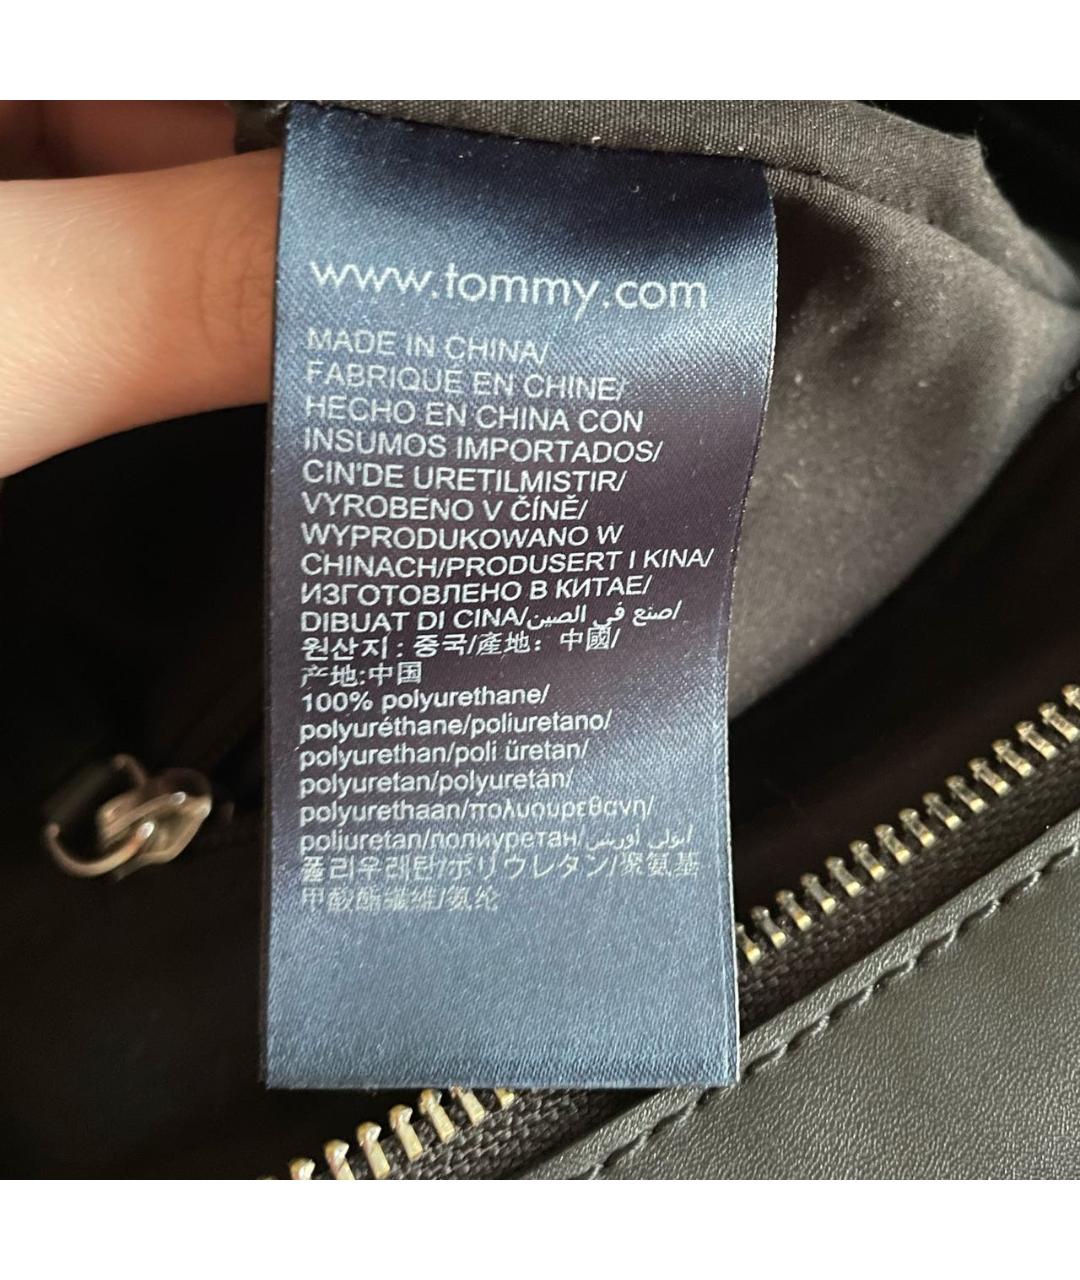 www.tommy.com
MADE IN CHINA/
FABRIQUÉ EN CHINE/
HECHO EN CHINA CON
INSUMOS IMPORTADOS/
CIN'DE URETILMISTIR/
VYROBENO V ČÍNĚ/
WYPRODUKOWANO W
CHINACH/PRODUSERT I KINA/
ИЗГОТОВЛЕНО В КИТАЕ/
DIBUAT DI CINA/صنع في الصين/
원산지 : 중국/產地: 中國/
产地:中国
100% polyurethane/
polyuréthane/poliuretano/
polyurethan/poli üretan/
polyuretan/polyuretán/
polyurethaan/πολυουρεθανη/
poliuretan/полиуретан/
폴리우레탄/ポリウレタン/聚氨基
甲酸酯纖維/氨纶